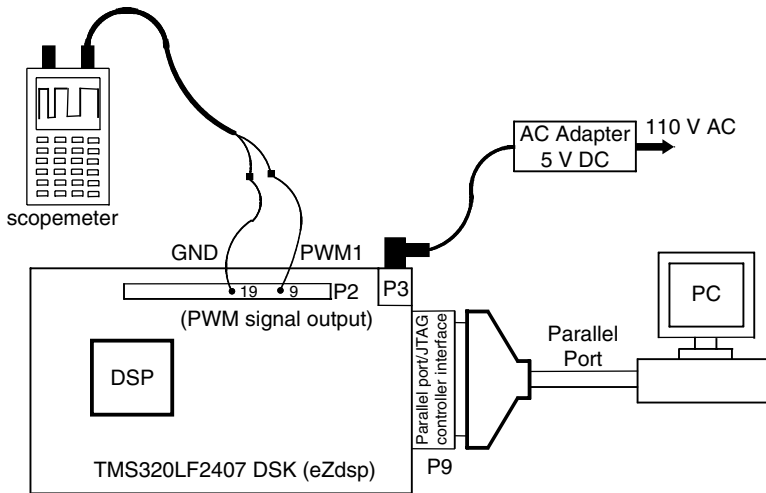 AC Adapter
5 V DC
110 V AC
scopemeter
GND
PWM1
19
9
P2
P3
(PWM signal output)
DSP
Parallel port/JTAG
controller interface
Parallel
Port
PC
P9
TMS320LF2407 DSK (eZdsp)